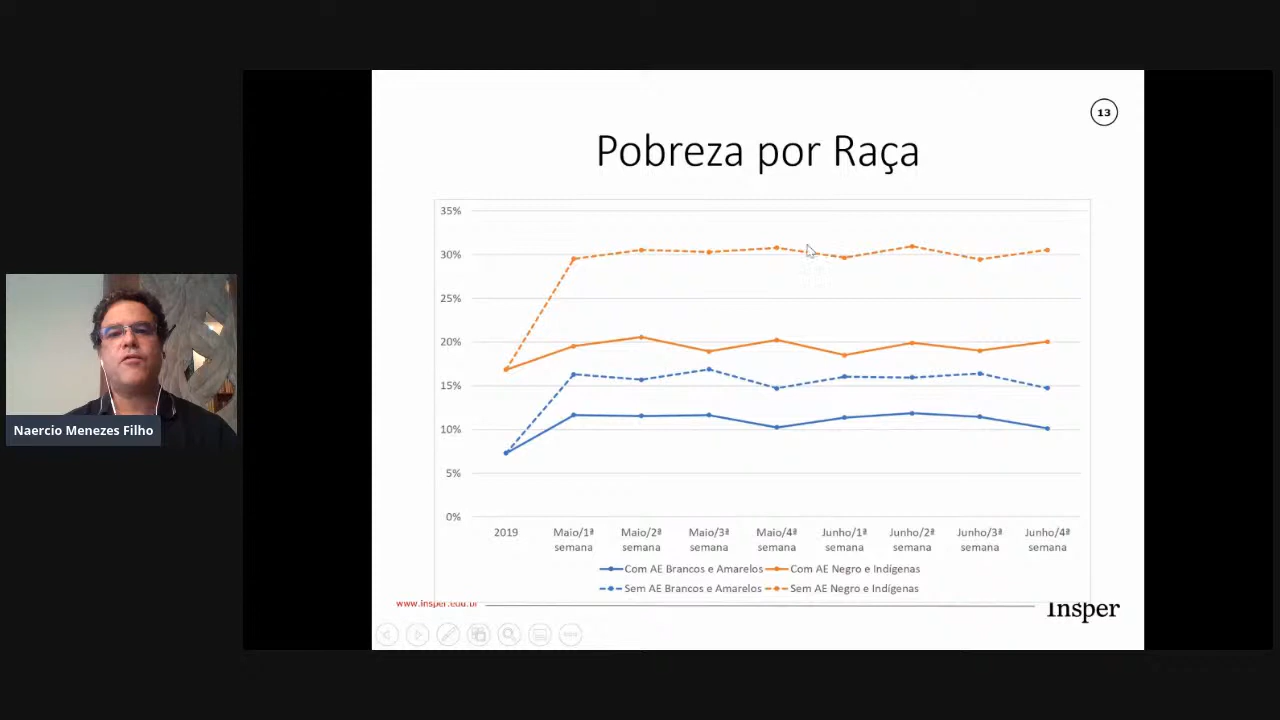 13
Pobreza por Raça
35%
30%
25%
20%
15%
10%
5%
0%
2019
Maio/1ª semana
Maio/2ª semana
Maio/3ª semana
Maio/4ª semana
Junho/1ª semana
Junho/2ª semana
Junho/3ª semana
Junho/4ª semana
Com AE Brancos e Amarelos
Com AE Negro e Indígenas
Sem AE Brancos e Amarelos
Sem AE Negro e Indígenas
www.insper.edu.br
Insper
Naercio Menezes Filho